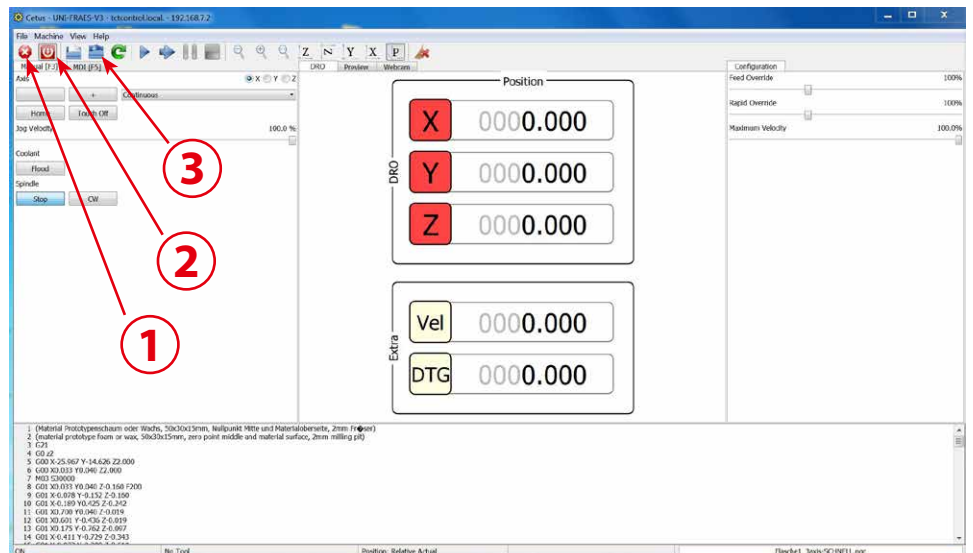 Cetus - UNI-FRAES-V3 - tctcontrol.local. - 192.168.7.2
File Machine View Help
Z N Y X P
Manual [F3] MDI [F5]
DRO Preview Webcam
Configuration
Axis X Y Z
+ Continuous
Home Touch Off
Jog Velocity 100.0 %
Coolant
Flood
Spindle
Stop CW
1
2
3
Position
DRO
X 0000.000
Y 0000.000
Z 0000.000
Extra
Vel 0000.000
DTG 0000.000
Feed Override 100%
Rapid Override 100%
Maximum Velocity 100.0%
1 (Material Prototypenschaum oder Wachs, 50x30x15mm, Nullpunkt Mitte und Materialoberseite, 2mm Fr�ser)
2 (material prototype foam or wax, 50x30x15mm, zero point middle and material surface, 2mm milling pit)
3 G21
4 G0 z2
5 G00 X-25.967 Y-14.626 Z2.000
6 G00 X0.033 Y0.040 Z2.000
7 M03 S30000
8 G01 X0.033 Y0.040 Z-0.160 F200
9 G01 X-0.078 Y-0.152 Z-0.160
10 G01 X-0.189 Y0.425 Z-0.242
11 G01 X0.700 Y0.040 Z-0.019
12 G01 X0.601 Y-0.436 Z-0.019
13 G01 X0.175 Y-0.762 Z-0.097
14 G01 X-0.411 Y-0.729 Z-0.343
ON No Tool Position: Relative Actual